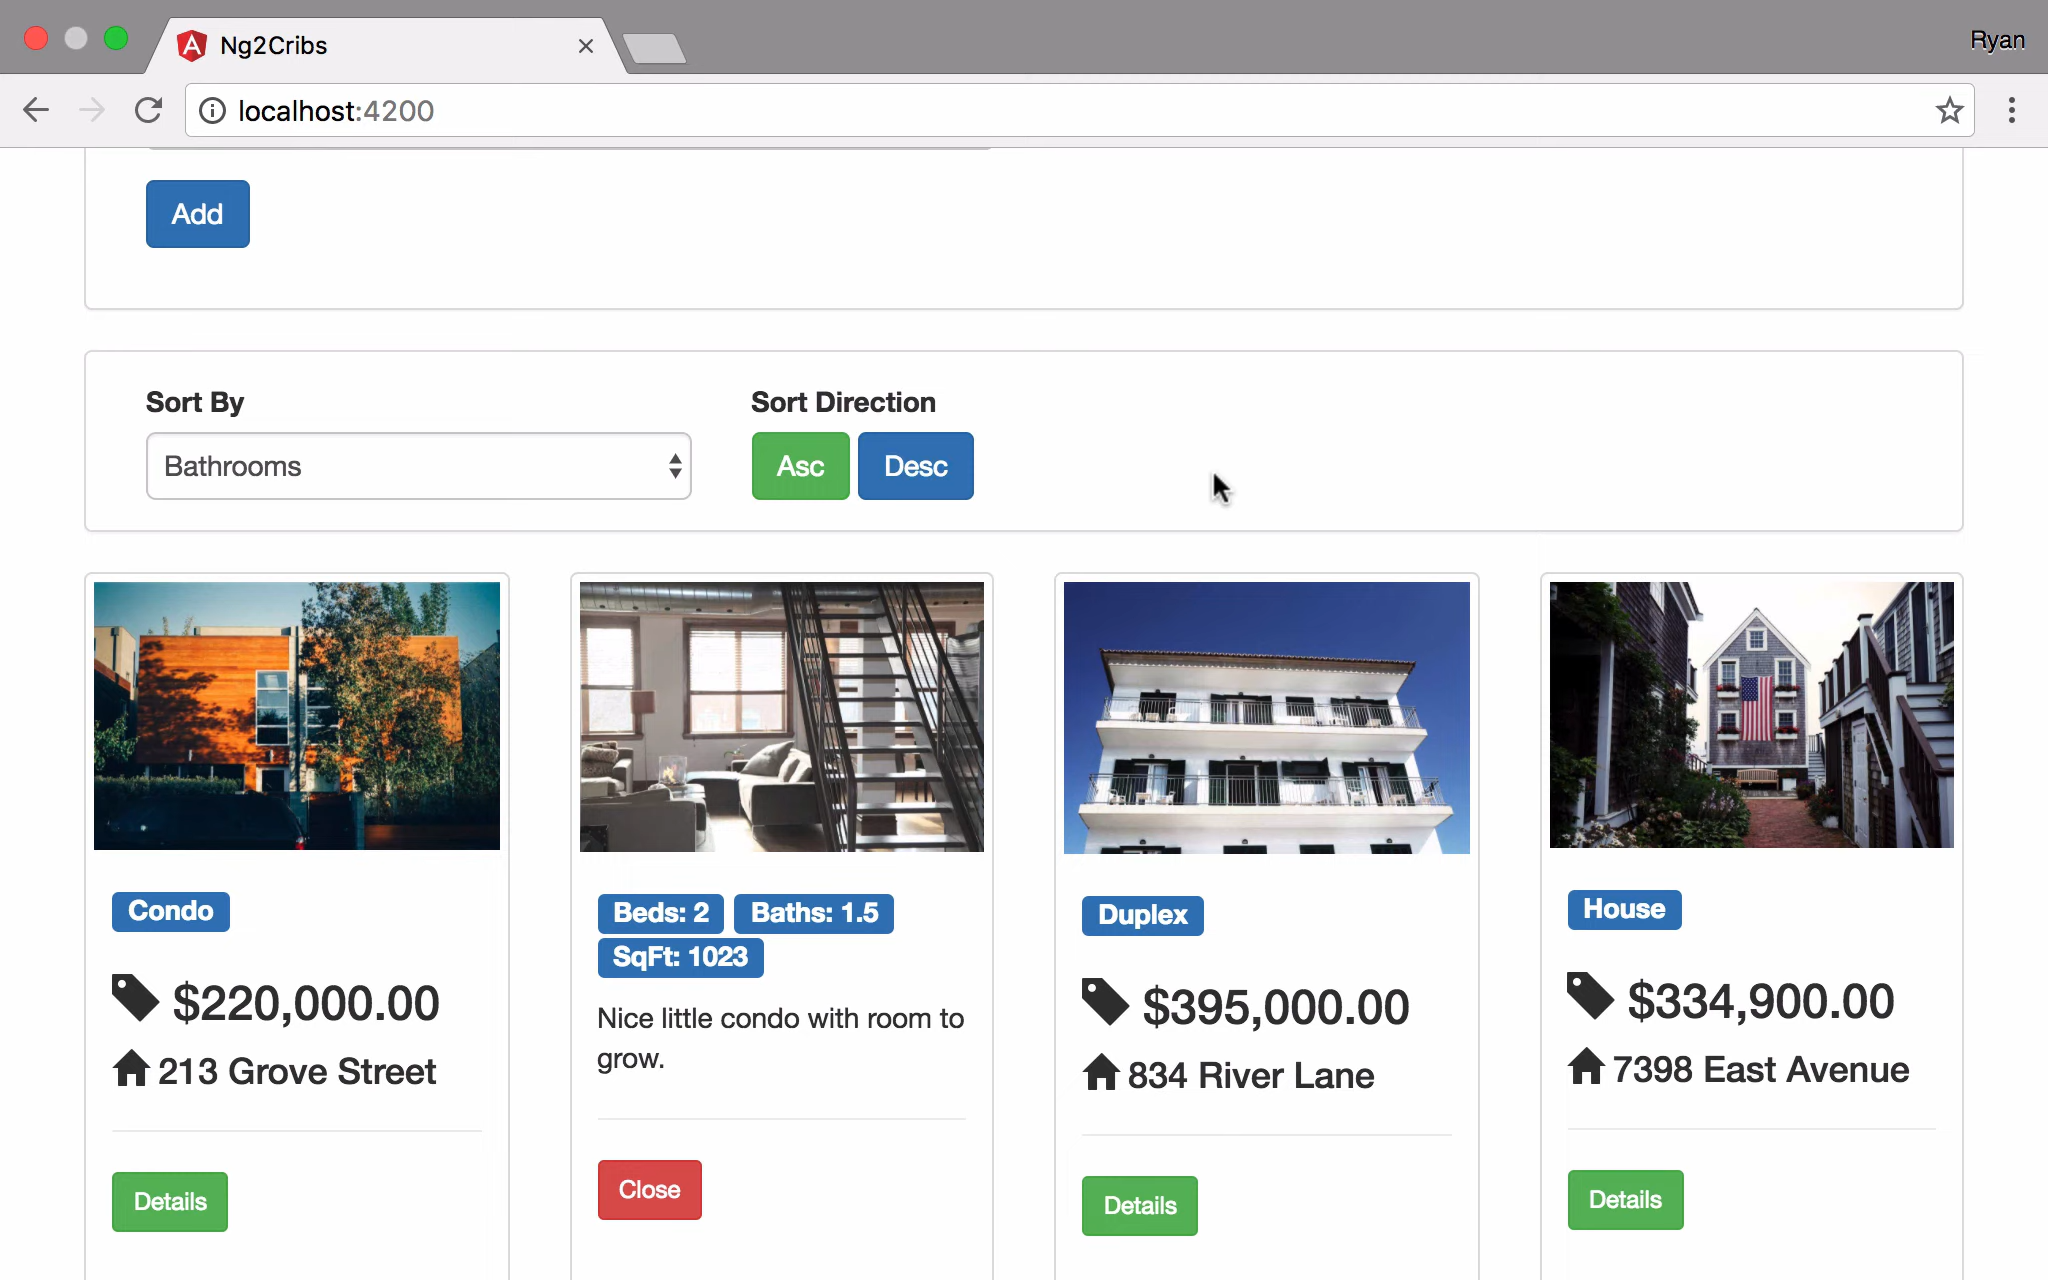 Ng2Cribs
Ryan
localhost:4200
Add
Sort By
Sort Direction
Bathrooms
Asc
Desc
Condo
$220,000.00
213 Grove Street
Details
Beds: 2
Baths: 1.5
SqFt: 1023
Nice little condo with room to
grow.
Close
Duplex
$395,000.00
834 River Lane
Details
House
$334,900.00
7398 East Avenue
Details